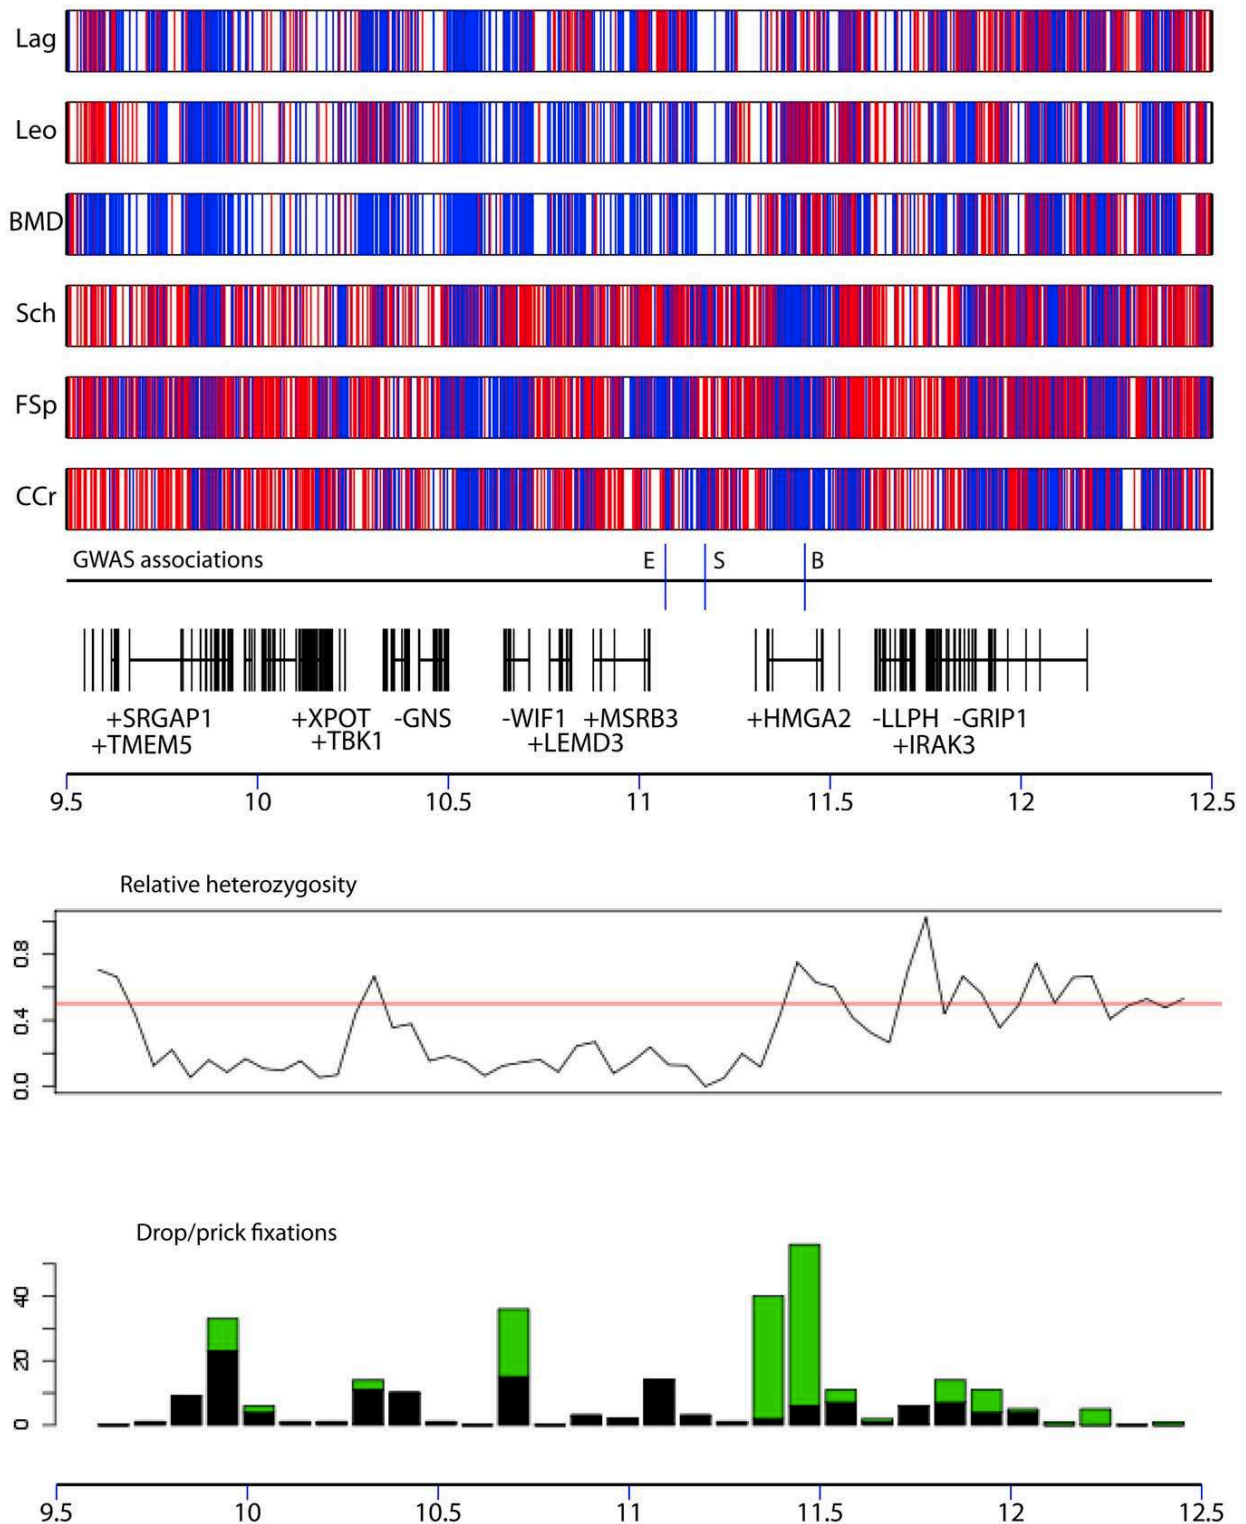 Lag
Leo
BMD
Sch
FSp
CCr
GWAS associations E S B
+SRGAP1 +XPOT -GNS -WIF1 +MSRB3 +HMGA2 -LLPH -GRIP1
+TMEM5 +TBK1 +LEMD3 +IRAK3
9.5 10 10.5 11 11.5 12 12.5
Relative heterozygosity
0.8
0.4
0.0
Drop/prick fixations
40
20
0
9.5 10 10.5 11 11.5 12 12.5